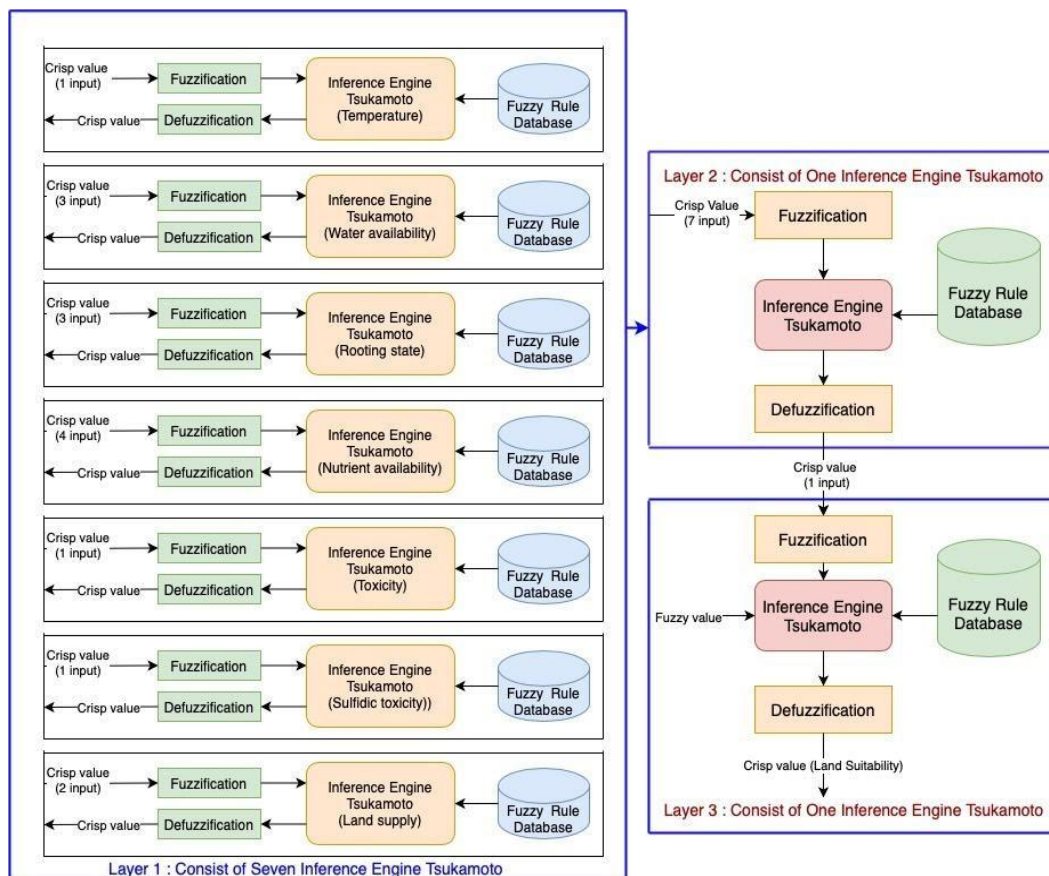 Crisp value
(1 input)
Fuzzification
Crisp value
Defuzzification
Inference Engine
Tsukamoto
(Temperature)
Fuzzy Rule
Database
Crisp value
(3 input)
Fuzzification
Crisp value
Defuzzification
Inference Engine
Tsukamoto
(Water availability)
Fuzzy Rule
Database
Crisp value
(3 input)
Fuzzification
Crisp value
Defuzzification
Inference Engine
Tsukamoto
(Rooting state)
Fuzzy Rule
Database
Crisp value
(4 input)
Fuzzification
Crisp value
Defuzzification
Inference Engine
Tsukamoto
(Nutrient availability)
Fuzzy Rule
Database
Crisp value
(1 input)
Fuzzification
Crisp value
Defuzzification
Inference Engine
Tsukamoto
(Toxicity)
Fuzzy Rule
Database
Crisp value
(1 input)
Fuzzification
Crisp value
Defuzzification
Inference Engine
Tsukamoto
(Sulfidic toxicity))
Fuzzy Rule
Database
Crisp value
(2 input)
Fuzzification
Crisp value
Defuzzification
Inference Engine
Tsukamoto
(Land supply)
Fuzzy Rule
Database
Layer 1 : Consist of Seven Inference Engine Tsukamoto
Layer 2 : Consist of One Inference Engine Tsukamoto
Crisp Value
(7 input)
Fuzzification
Inference Engine
Tsukamoto
Fuzzy Rule
Database
Defuzzification
Crisp value
(1 input)
Fuzzification
Fuzzy value
Inference Engine
Tsukamoto
Fuzzy Rule
Database
Defuzzification
Crisp value (Land Suitability)
Layer 3 : Consist of One Inference Engine Tsukamoto